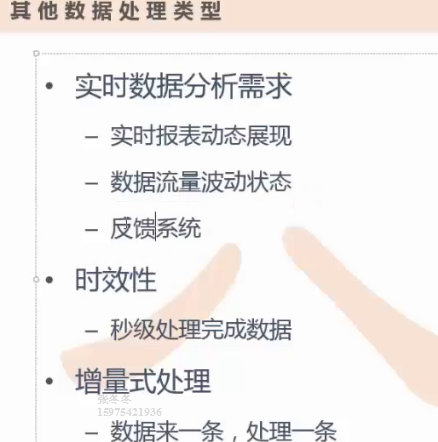 其他数据处理类型
• 实时数据分析需求
– 实时报表动态展现
– 数据流量波动状态
– 反馈系统
• 时效性
– 秒级处理完成数据
• 增量式处理
张冬冬
15975421936
– 数据来一条，处理一条